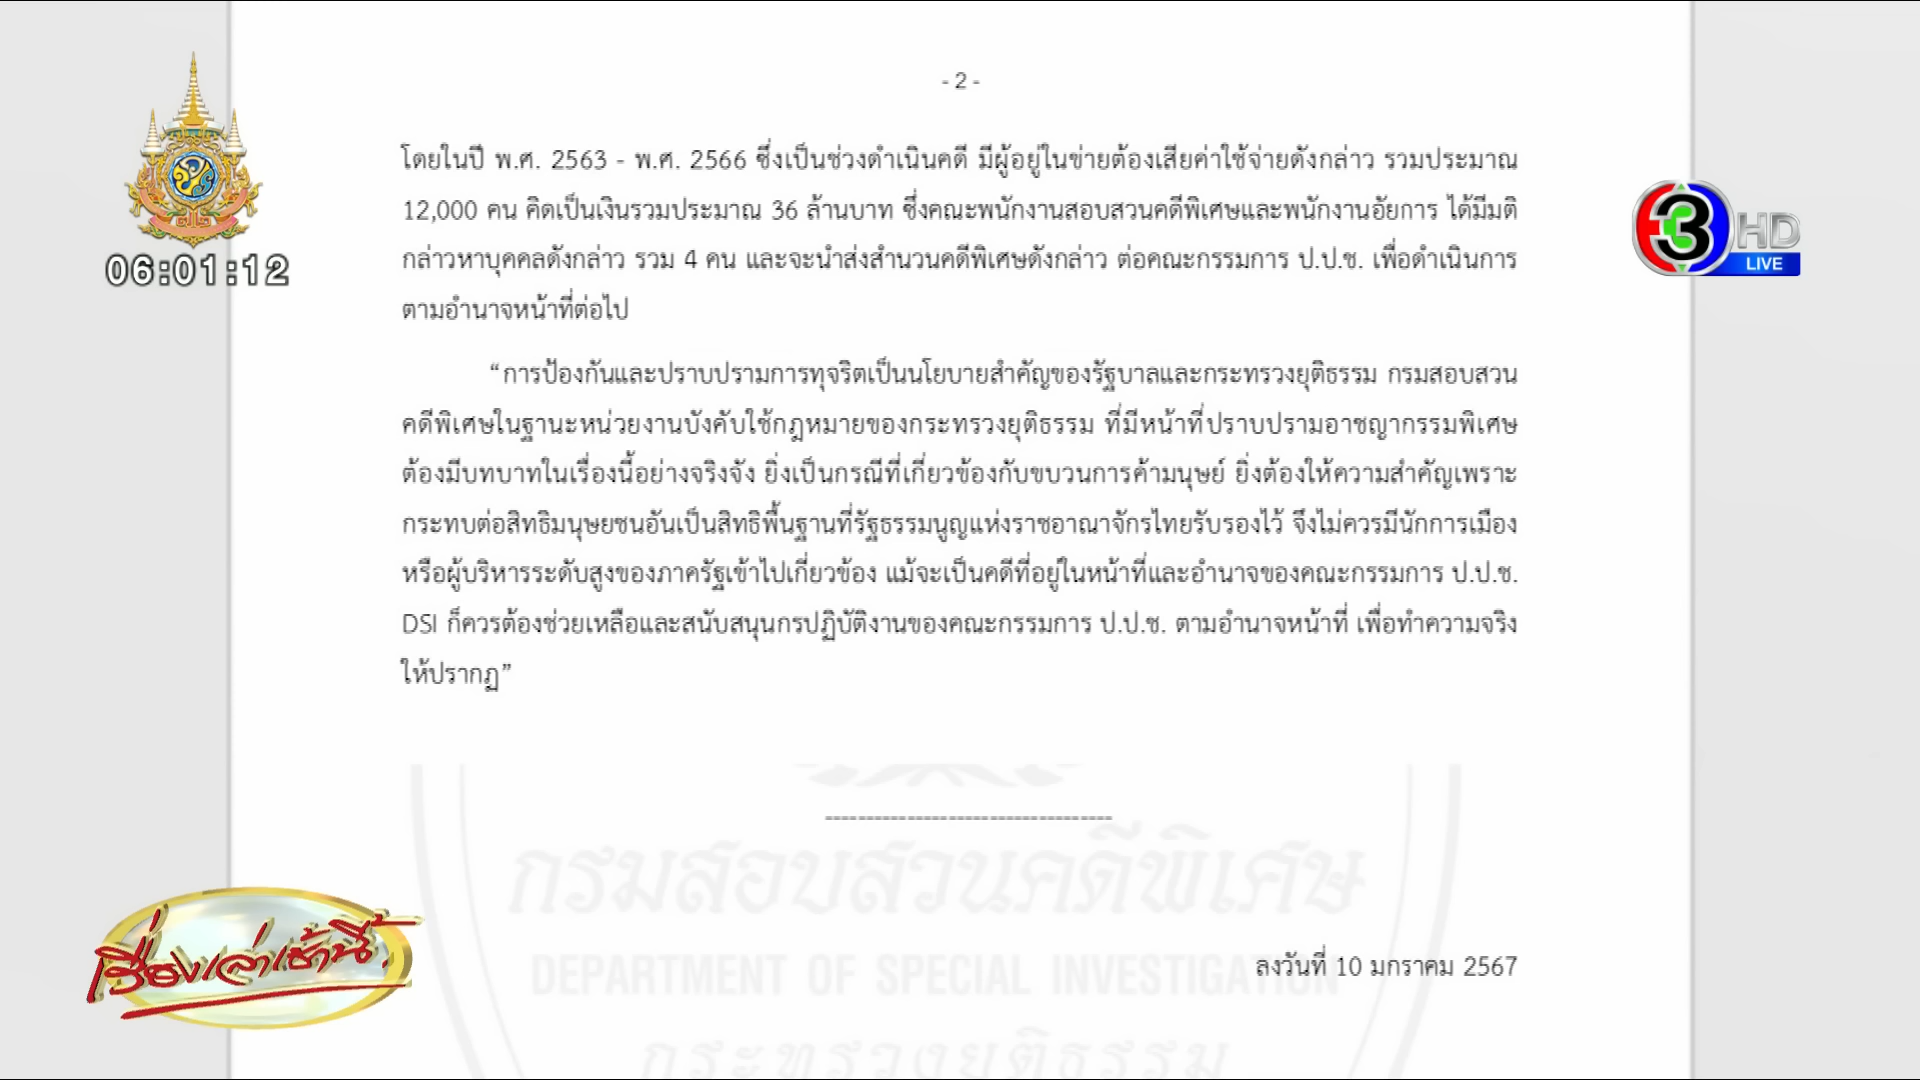 - 2 -
โดยในปี พ.ศ. 2563 - พ.ศ. 2566 ซึ่งเป็นช่วงดำเนินคดี มีผู้อยู่ในข่ายต้องเสียค่าใช้จ่ายดังกล่าว รวมประมาณ
12,000 คน คิดเป็นเงินรวมประมาณ 36 ล้านบาท ซึ่งคณะพนักงานสอบสวนคดีพิเศษและพนักงานอัยการ ได้มีมติ
กล่าวหาบุคคลดังกล่าว รวม 4 คน และจะนำส่งสำนวนคดีพิเศษดังกล่าว ต่อคณะกรรมการ ป.ป.ช. เพื่อดำเนินการ
ตามอำนาจหน้าที่ต่อไป
06:01:12
3 HD
LIVE
“การป้องกันและปราบปรามการทุจริตเป็นนโยบายสำคัญของรัฐบาลและกระทรวงยุติธรรม กรมสอบสวน
คดีพิเศษในฐานะหน่วยงานบังคับใช้กฎหมายของกระทรวงยุติธรรม ที่มีหน้าที่ปราบปรามอาชญากรรมพิเศษ
ต้องมีบทบาทในเรื่องนี้อย่างจริงจัง ยิ่งเป็นกรณีที่เกี่ยวข้องกับขบวนการค้ามนุษย์ ยิ่งต้องให้ความสำคัญเพราะ
กระทบต่อสิทธิมนุษยชนอันเป็นสิทธิพื้นฐานที่รัฐธรรมนูญแห่งราชอาณาจักรไทยรับรองไว้ จึงไม่ควรมีนักการเมือง
หรือผู้บริหารระดับสูงของภาครัฐเข้าไปเกี่ยวข้อง แม้จะเป็นคดีที่อยู่ในหน้าที่และอำนาจของคณะกรรมการ ป.ป.ช.
DSI ก็ควรต้องช่วยเหลือและสนับสนุนกรปฏิบัติงานของคณะกรรมการ ป.ป.ช. ตามอำนาจหน้าที่ เพื่อทำความจริง
ให้ปรากฏ”
กรมสอบสวนคดีพิเศษ
DEPARTMENT OF SPECIAL INVESTIGATION
ลงวันที่ 10 มกราคม 2567
กระทรวงยุติธรรม
เรื่องเล่าเช้านี้